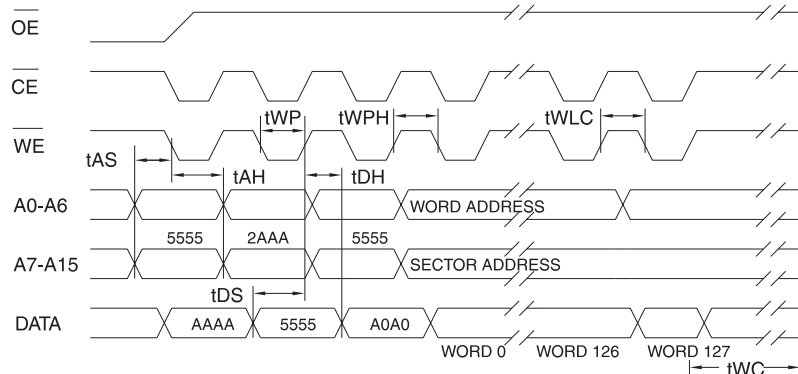 OE
CE
tWP tWPH tWLC
WE
tAS
tAH tDH
A0-A6 WORD ADDRESS
5555 2AAA 5555
A7-A15 SECTOR ADDRESS
tDS
DATA AAAA 5555 A0A0
WORD 0 WORD 126 WORD 127
tWC